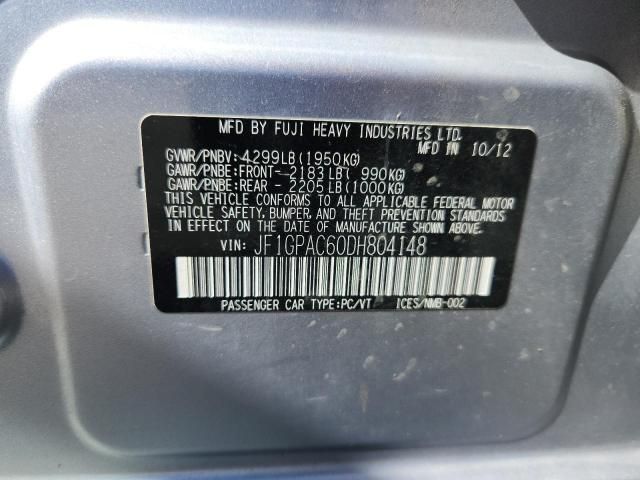 MFD BY FUJI HEAVY INDUSTRIES LTD.
MFD IN 10/12
GVWR/PNBV:4299LB(1950KG)
GAWR/PNBE:FRONT- 2183LB( 990KG)
GAWR/PNBE:REAR - 2205LB(1000KG)
THIS VEHICLE CONFORMS TO ALL APPLICABLE FEDERAL MOTOR
VEHICLE SAFETY, BUMPER, AND THEFT PREVENTION STANDARDS
IN EFFECT ON THE DATE OF MANUFACTURE SHOWN ABOVE.
VIN: JF1GPAC60DH804148
PASSENGER CAR TYPE:PC/VT ICES/NMB-002